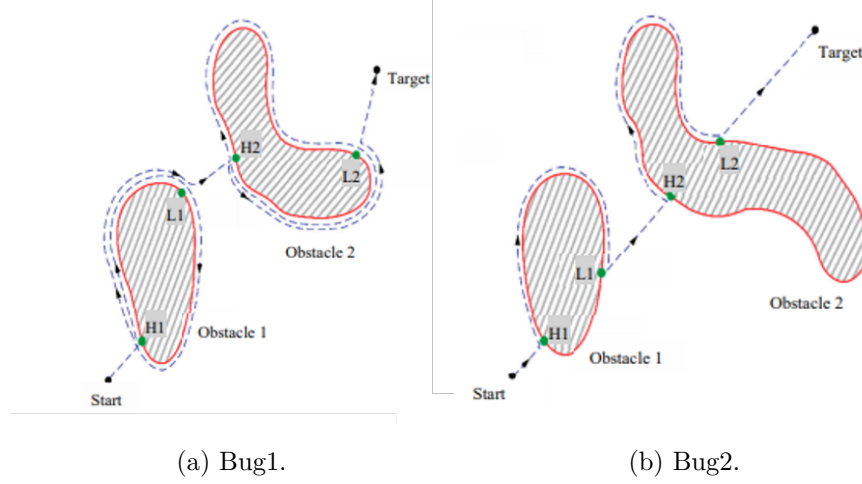 H2
Target
L2
L1
Obstacle 2
H1
Obstacle 1
Start
(a) Bug1.
Target
L2
H2
L1
Obstacle 2
H1
Obstacle 1
Start
(b) Bug2.